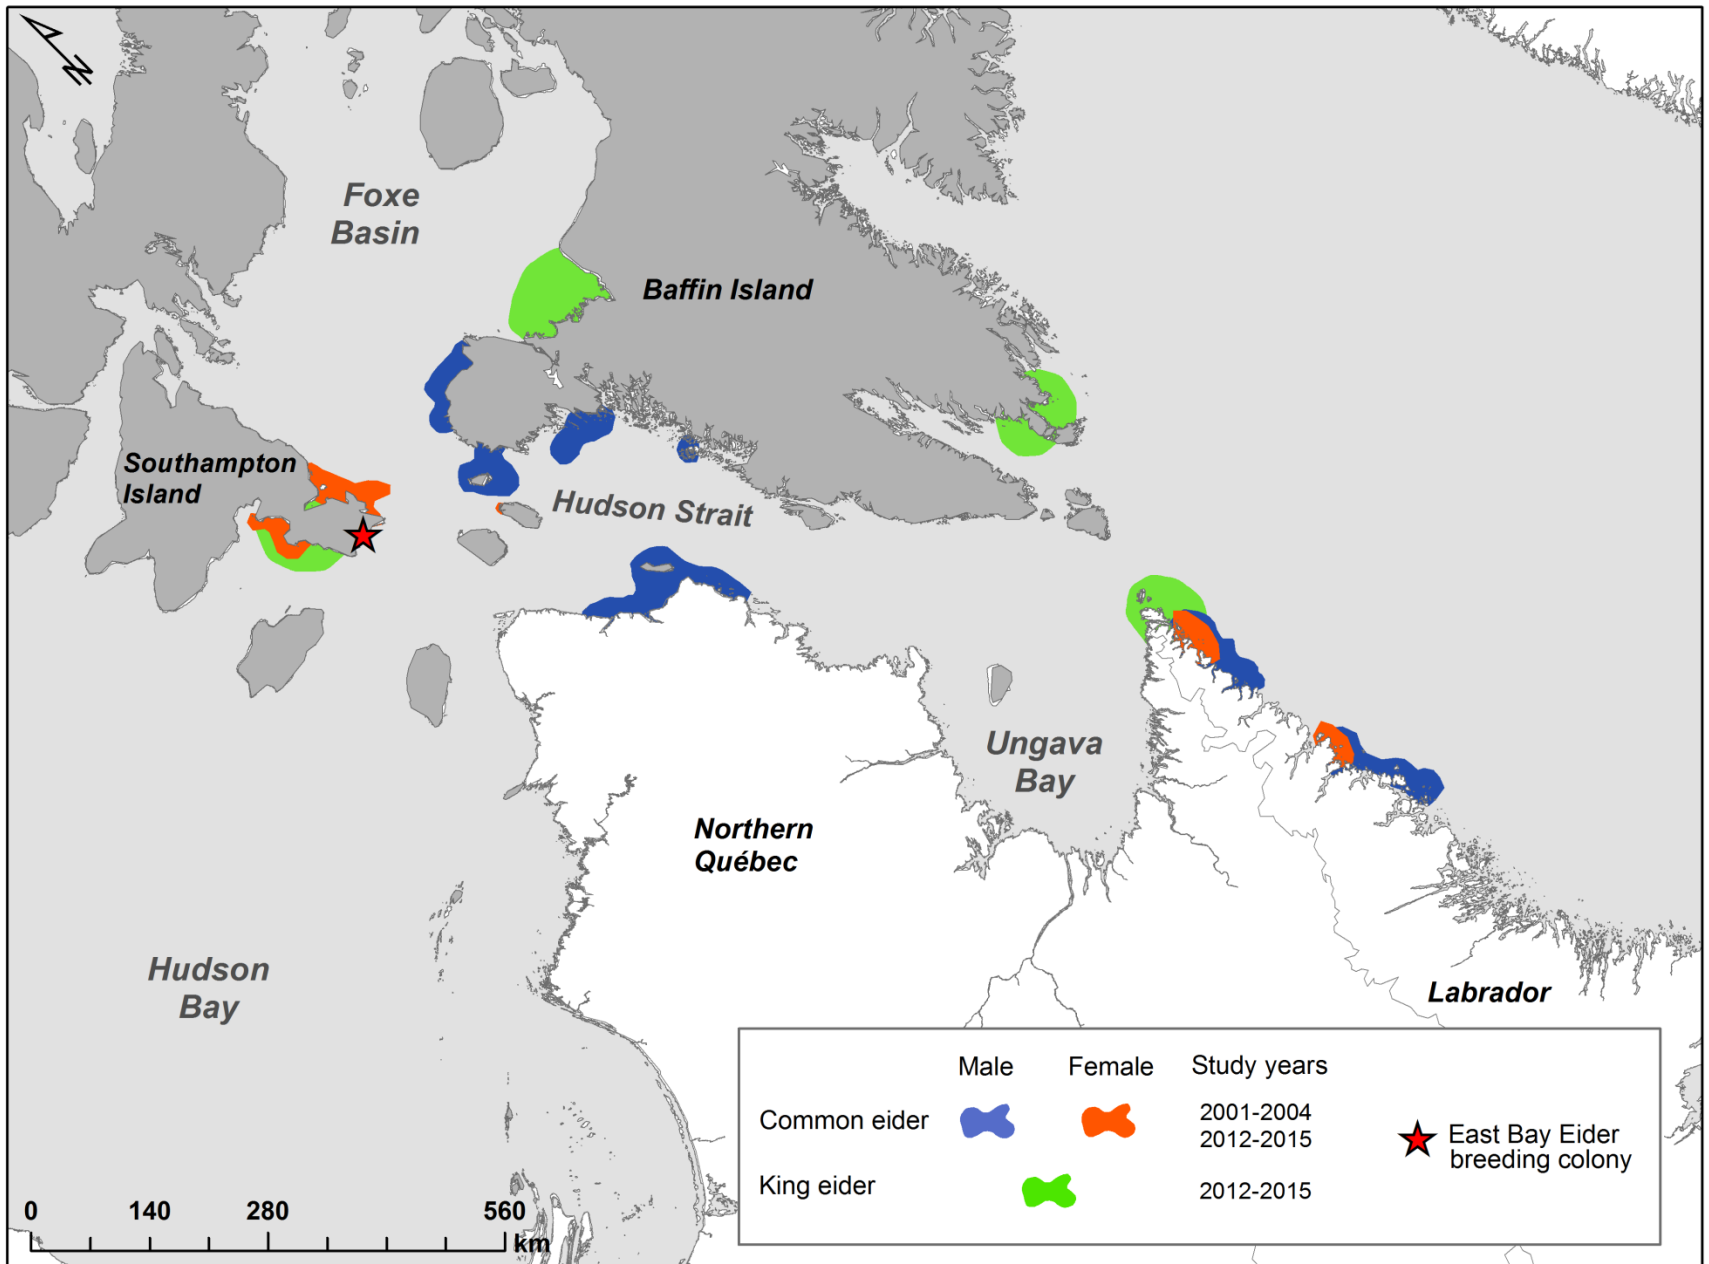 N
Foxe
Basin
Baffin Island
Southampton
Island
Hudson Strait
Ungava
Bay
Northern
Québec
Hudson
Bay
Labrador
Male Female Study years
Common eider 2001-2004
2012-2015
King eider 2012-2015
East Bay Eider
breeding colony
0 140 280 560
km